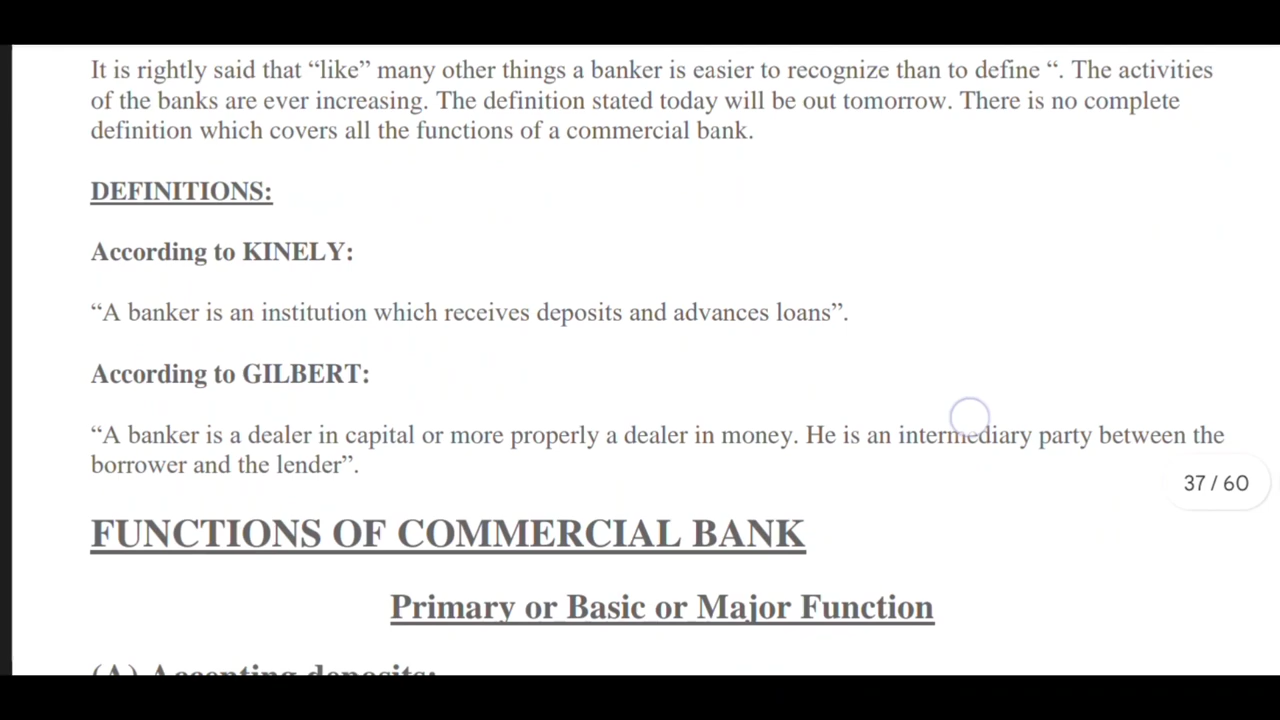 It is rightly said that “like” many other things a banker is easier to recognize than to define “. The activities
of the banks are ever increasing. The definition stated today will be out tomorrow. There is no complete
definition which covers all the functions of a commercial bank.
DEFINITIONS:
According to KINELY:
“A banker is an institution which receives deposits and advances loans”.
According to GILBERT:
“A banker is a dealer in capital or more properly a dealer in money. He is an intermediary party between the
borrower and the lender”.
37 / 60
FUNCTIONS OF COMMERCIAL BANK
Primary or Basic or Major Function
(A) Accepting deposits: